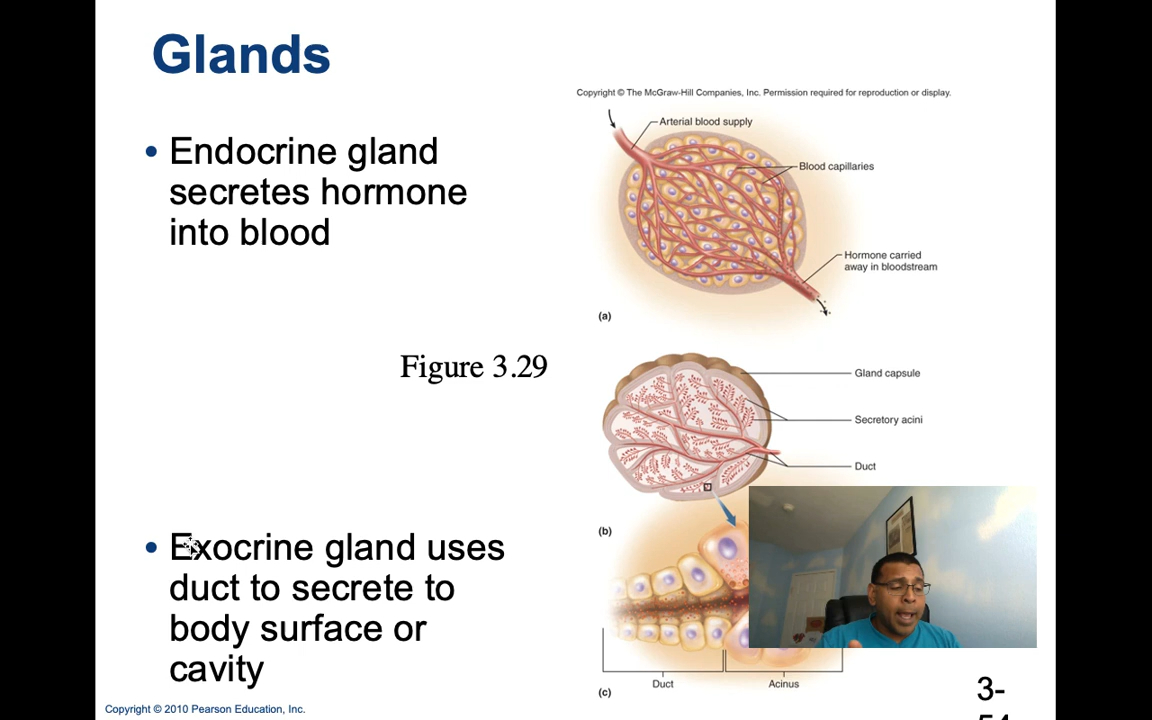 Glands
Copyright © The McGraw-Hill Companies, Inc. Permission required for reproduction or display.
• Endocrine gland
secretes hormone
into blood
Arterial blood supply
Blood capillaries
Hormone carried
away in bloodstream
(a)
Figure 3.29
Gland capsule
Secretory acini
Duct
(b)
• Exocrine gland uses
duct to secrete to
body surface or
cavity
Duct
Acinus
(c)
3-
Copyright © 2010 Pearson Education, Inc.